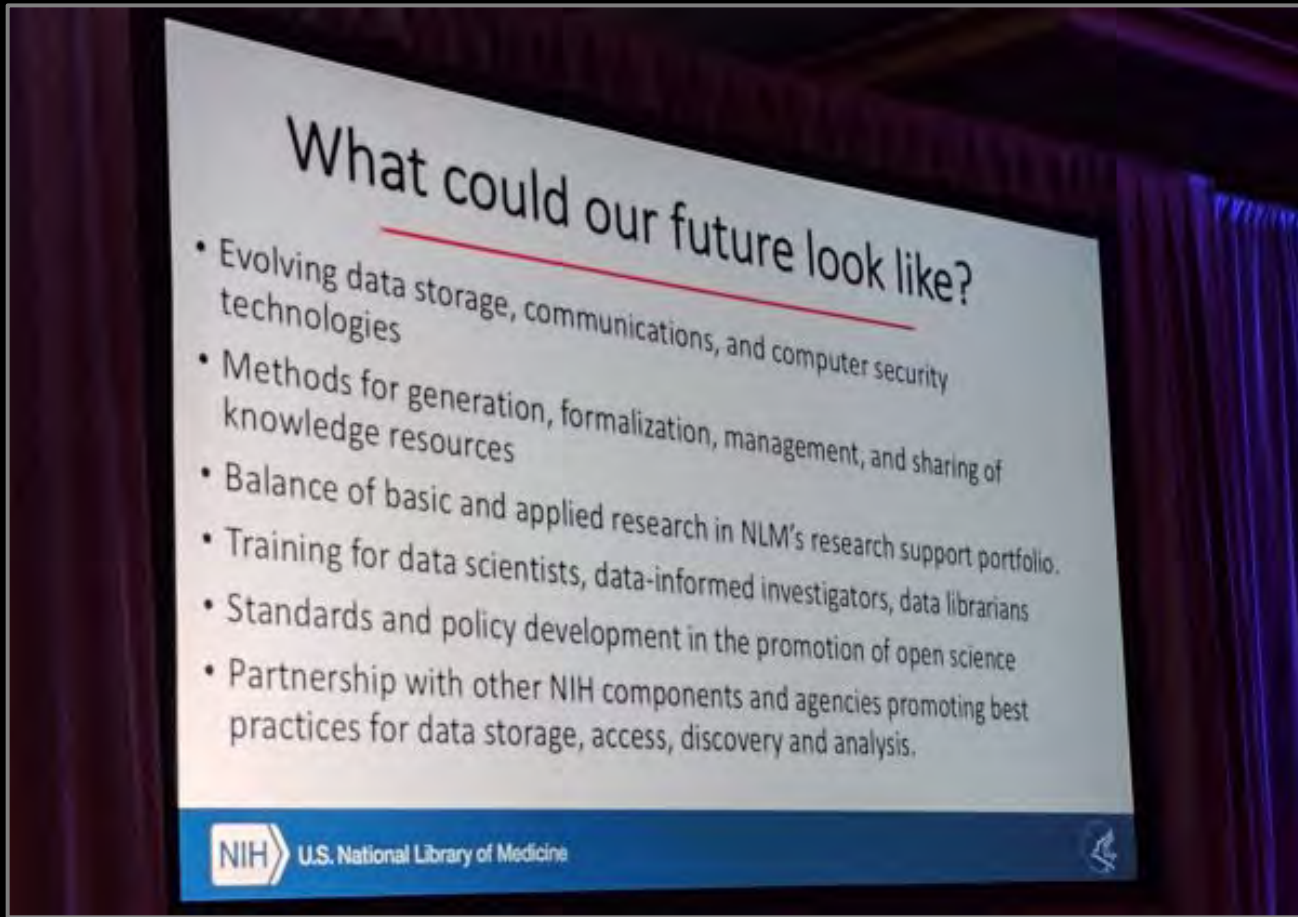 What could our future look like?
• Evolving data storage, communications, and computer security
technologies
• Methods for generation, formalization, management, and sharing of
knowledge resources
• Balance of basic and applied research in NLM's research support portfolio.
• Training for data scientists, data-informed investigators, data librarians
• Standards and policy development in the promotion of open science
• Partnership with other NIH components and agencies promoting best
practices for data storage, access, discovery and analysis.
NIH U.S. National Library of Medicine